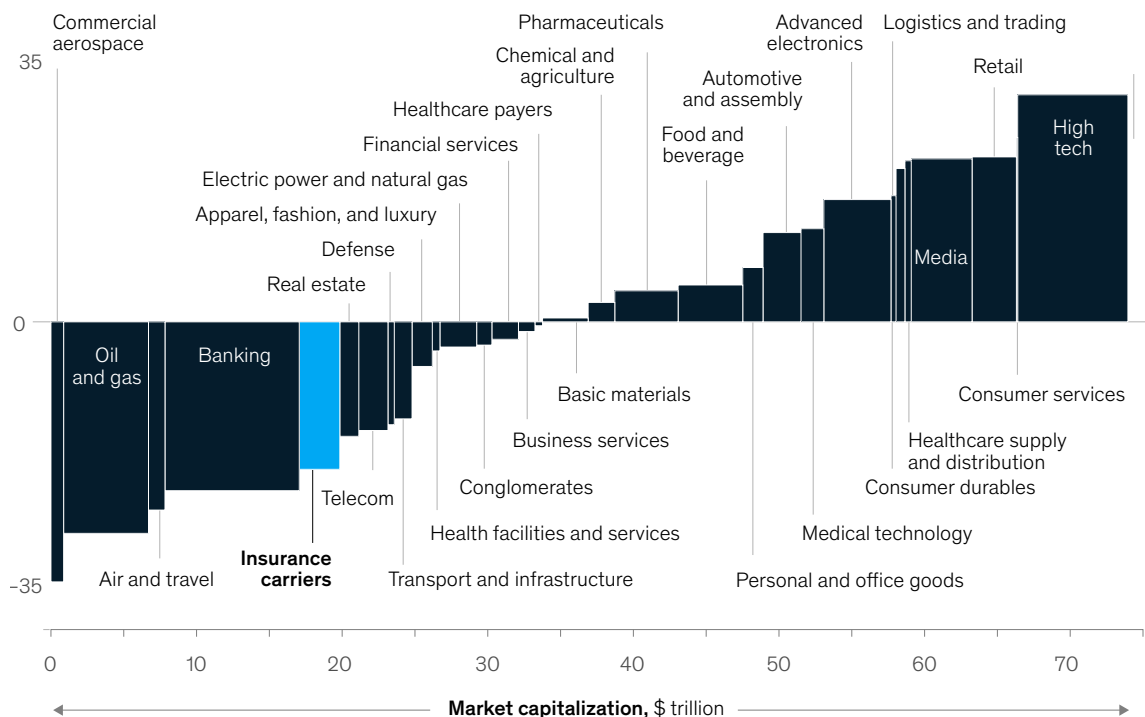 Commercial
aerospace
Pharmaceuticals
Advanced
electronics
Logistics and trading
35
Chemical and
agriculture
Retail
Automotive
and assembly
Healthcare payers
High
tech
Financial services
Food and
beverage
Electric power and natural gas
Apparel, fashion, and luxury
Defense
Media
Real estate
0
Oil
and gas
Banking
Basic materials
Consumer services
Business services
Healthcare supply
and distribution
Telecom
Conglomerates
Consumer durables
Health facilities and services
Medical technology
Insurance
carriers
-35
Air and travel
Transport and infrastructure
Personal and office goods
0 10 20 30 40 50 60 70
Market capitalization, $ trillion